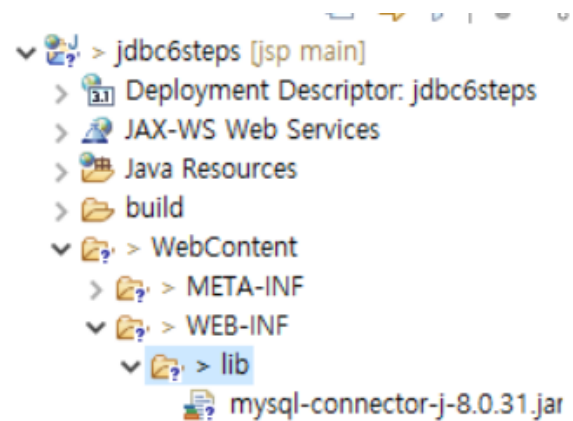 > jdbc6steps [jsp main]
Deployment Descriptor: jdbc6steps
JAX-WS Web Services
Java Resources
build
> WebContent
> META-INF
> WEB-INF
> lib
mysql-connector-j-8.0.31.jar